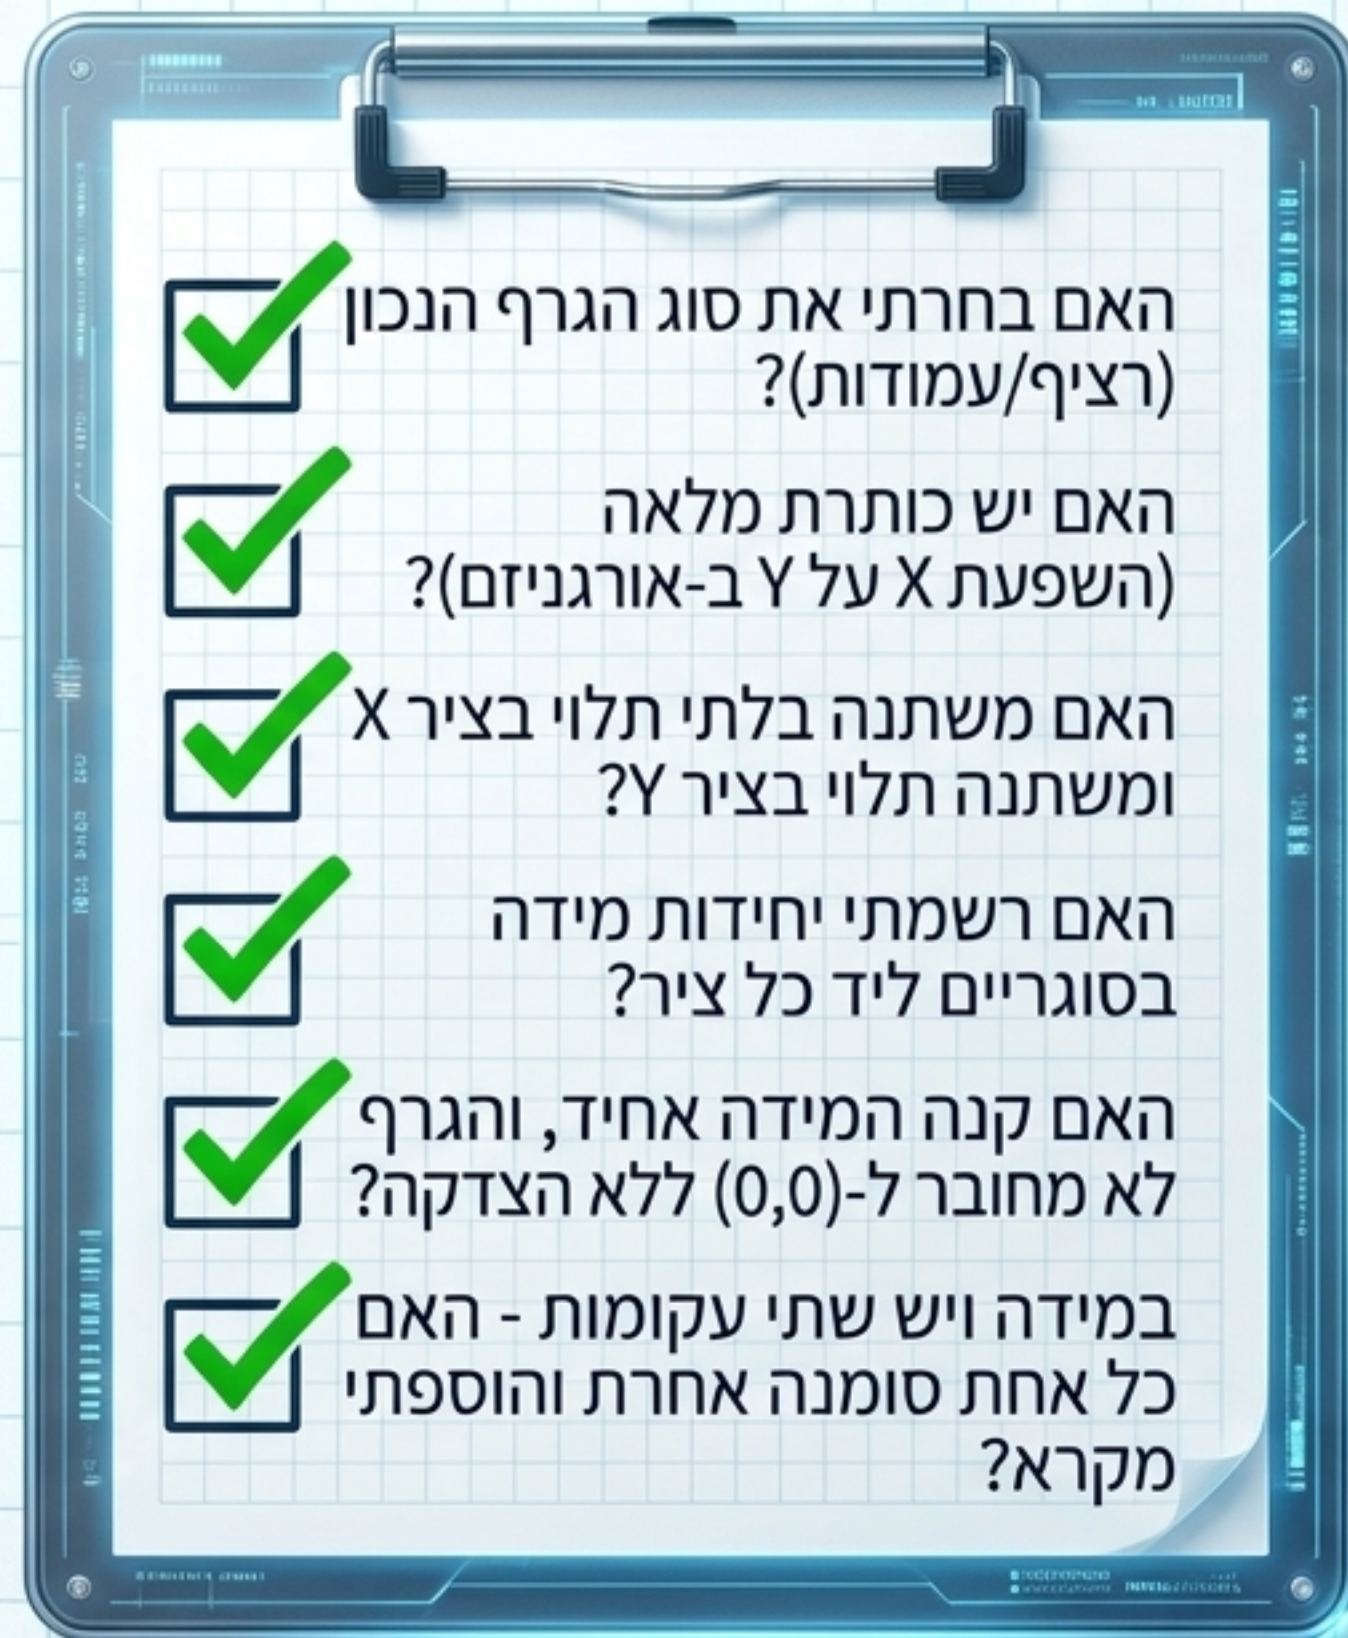 האם בחרתי את סוג הגרף הנכון
(רציף/עמודות)?
האם יש כותרת מלאה
(השפעת X על Y ב-אורגניזם)?
האם משתנה בלתי תלוי בציר X
ומשתנה תלוי בציר Y?
האם רשמתי יחידות מידה
בסוגריים ליד כל ציר?
האם קנה המידה אחיד, והגרף
לא מחובר ל-(0,0) ללא הצדקה?
במידה ויש שתי עקומות - האם
כל אחת סומנה אחרת והוספתי
מקרא?